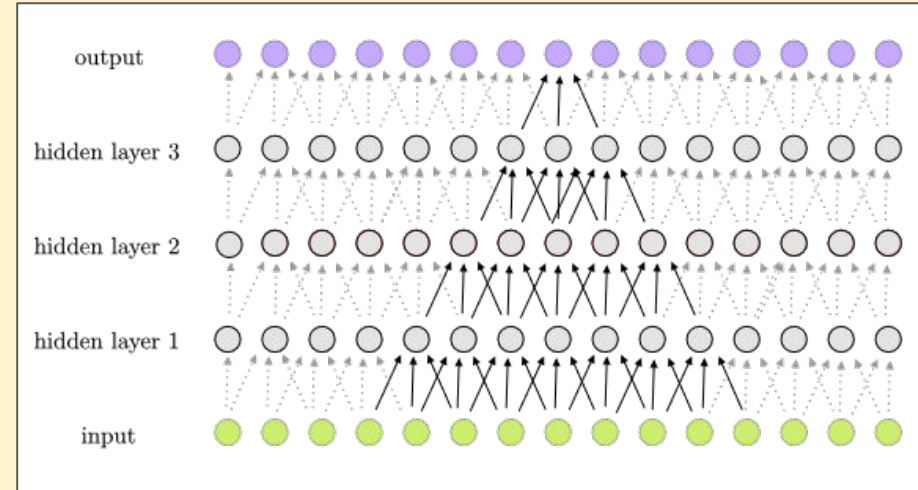 output
hidden layer 3
hidden layer 2
hidden layer 1
input